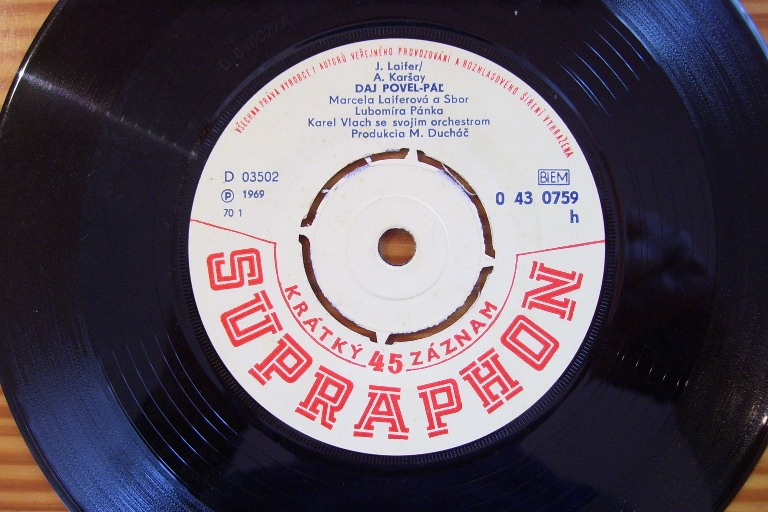 VŠECHNA PRÁVA VÝROBCE I AUTORŮ VEŘEJNÉHO PROVOZOVÁNÍ A ROZHLASOVÉHO ŠÍŘENÍ VYHRAZENA
J. Laifer/
A. Karšay
DAJ POVEL-PAĽ
Marcela Laiferová a Sbor
Lubomíra Pánka
Karel Vlach se svojim orchestrom
Produkcia M. Ducháč
D 03502
℗ 1969
70 1
BIEM
0 43 0759
h
KRÁTKÝ 45 ZÁZNAM
SUPRAPHON